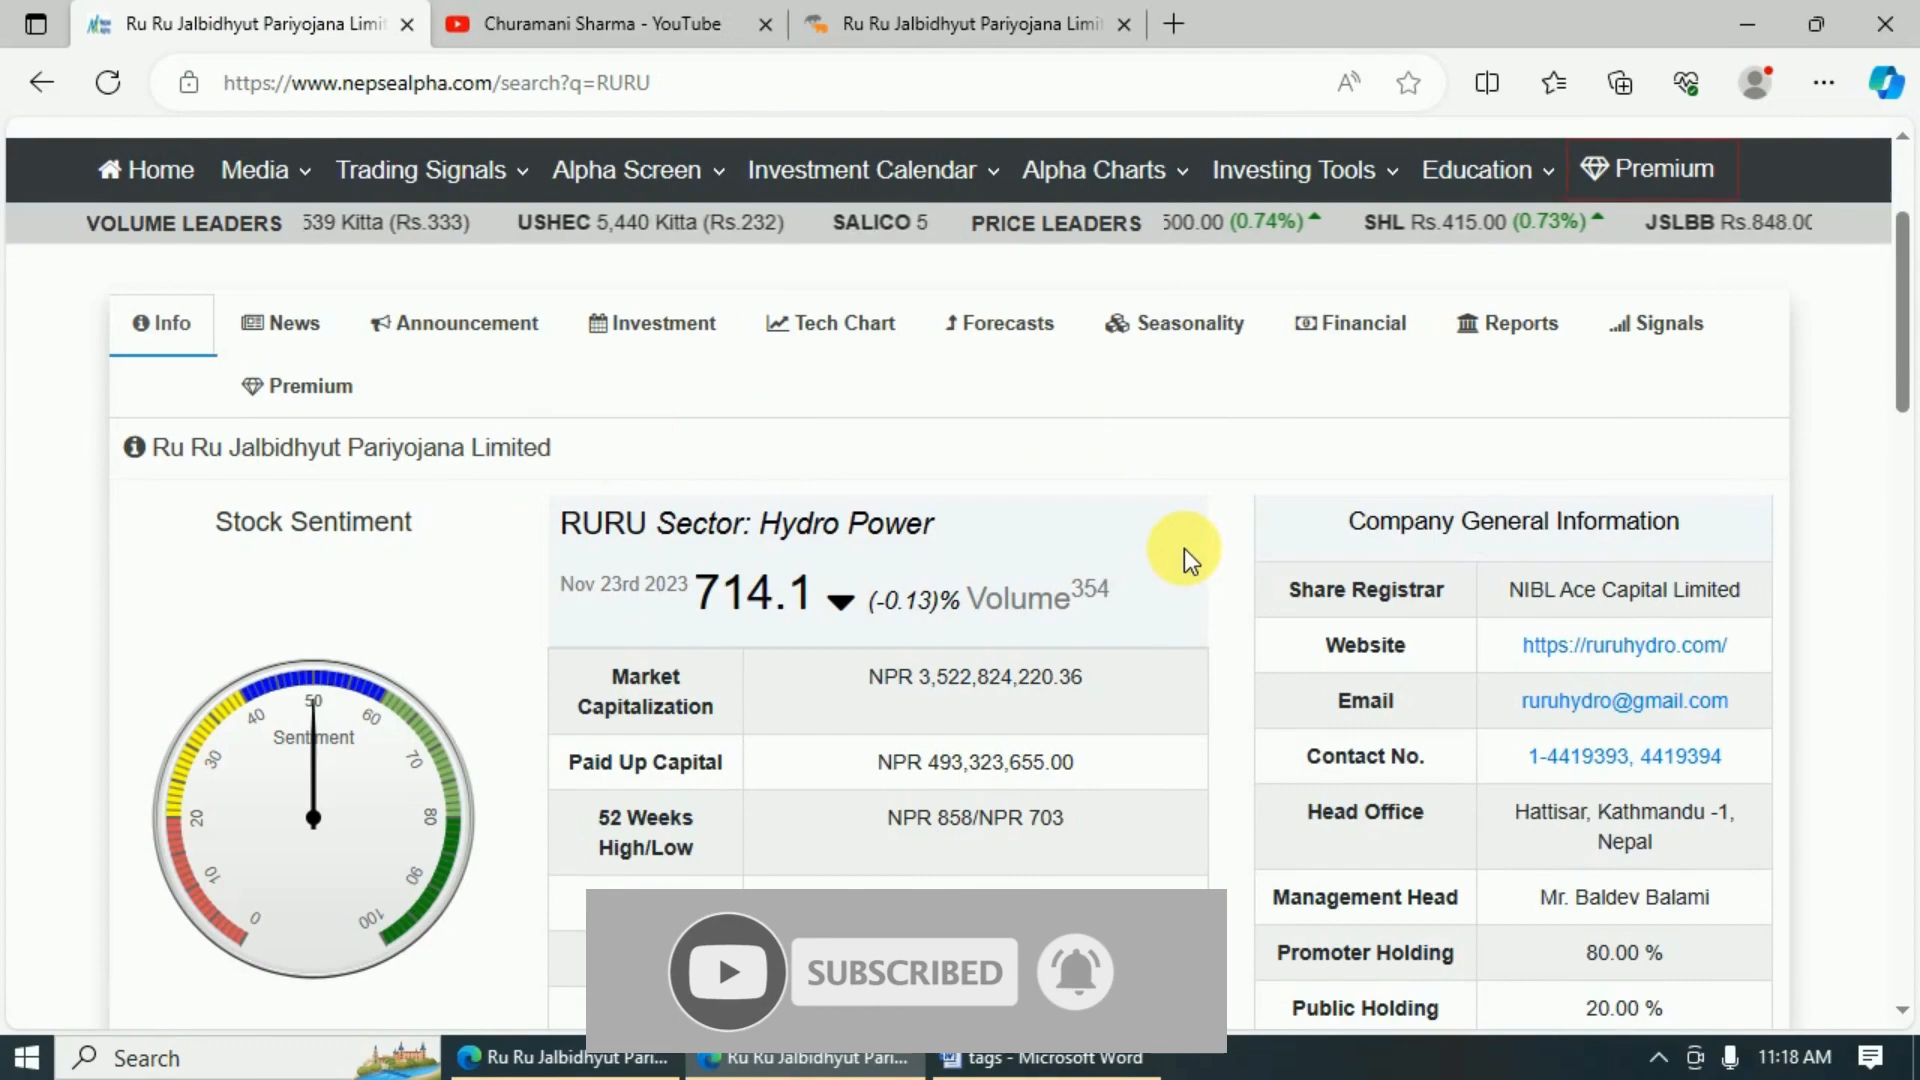 Ru Ru Jalbidhyut Pariyojana Limit
Churamani Sharma - YouTube
Ru Ru Jalbidhyut Pariyojana Limi
https://www.nepsealpha.com/search?q=RURU
Home
Media
Trading Signals
Alpha Screen
Investment Calendar
Alpha Charts
Investing Tools
Education
Premium
VOLUME LEADERS 539 Kitta (Rs.333) USHEC 5,440 Kitta (Rs.232) SALICO 5
PRICE LEADERS 500.00 (0.74%) SHL Rs.415.00 (0.73%) JSLBB Rs.848.00
Info
News
Announcement
Investment
Tech Chart
Forecasts
Seasonality
Financial
Reports
Signals
Premium
Ru Ru Jalbidhyut Pariyojana Limited
Stock Sentiment
0 10 20 30 40 50 60 70 80 90 100
Sentiment
RURU Sector: Hydro Power
Nov 23rd 2023 714.1 (-0.13)% Volume 354
Market Capitalization NPR 3,522,824,220.36
Paid Up Capital NPR 493,323,655.00
52 Weeks High/Low NPR 858/NPR 703
Company General Information
Share Registrar NIBL Ace Capital Limited
Website https://ruruhydro.com/
Email ruruhydro@gmail.com
Contact No. 1-4419393, 4419394
Head Office Hattisar, Kathmandu -1, Nepal
Management Head Mr. Baldev Balami
Promoter Holding 80.00 %
Public Holding 20.00 %
SUBSCRIBED
Search
Ru Ru Jalbidhyut Pari...
Ru Ru Jalbidhyut Pari...
tags - Microsoft Word
11:18 AM